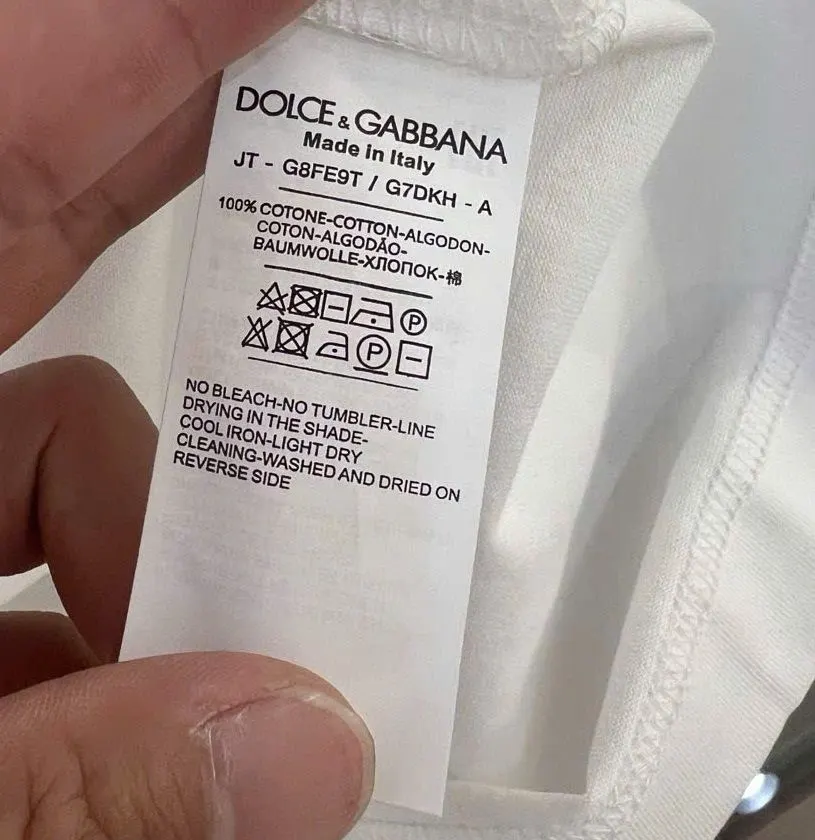 DOLCE & GABBANA
Made in Italy
JT - G8FE9T / G7DKH - A
100% COTONE-COTTON-ALGODON-
COTON-ALGODÃO-
BAUMWOLLE-ХЛОПОК-棉
P
P
NO BLEACH-NO TUMBLER-LINE
DRYING IN THE SHADE-
COOL IRON-LIGHT DRY
CLEANING-WASHED AND DRIED ON
REVERSE SIDE